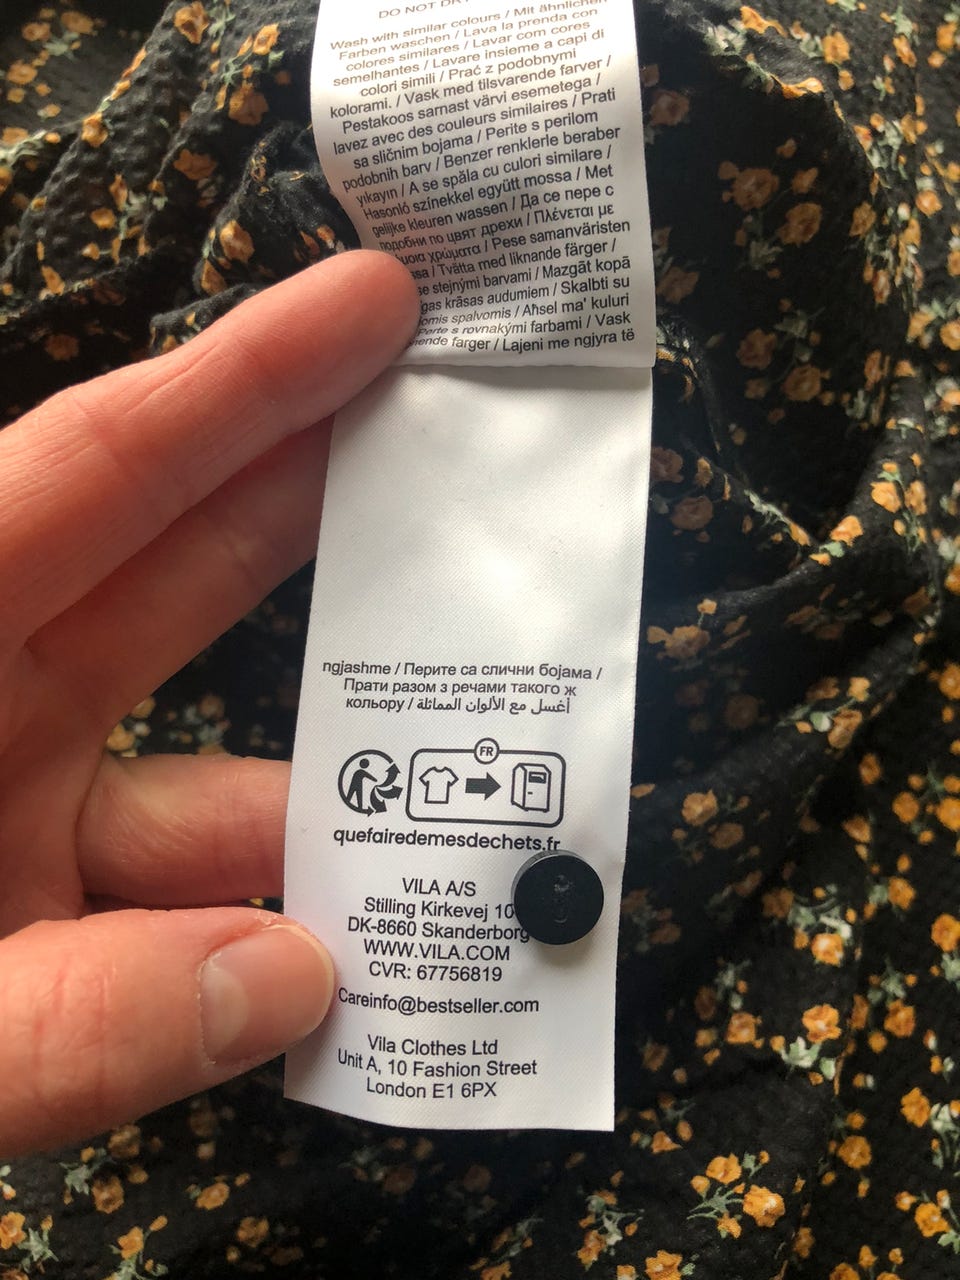 DO NOT
Wash with similar colours / Mit ähnlichen
Farben waschen / Lava la prenda con
colores similares / Lavar com cores
semelhantes / Lavare insieme a capi di
colori simili / Prać z podobnymi
kolorami. / Vask med tilsvarende farver /
Pestakoos samast värvi esemetega /
lavez avec des couleurs similaires / Prati
sa sličnim bojama / Perite s perilom
podobnih barv / Benzer renklerle beraber
yıkayın / A se spăla cu culori similare /
Hasonló színekkel együtt mossa / Met
gelijke kleuren wassen / Да се пере с
подобни по цвят дрехи / Πλένεται με
χρώματα / Pese samanväristen
/ Tvätta med liknande färger /
se stejnými barvami / Mazgāt kopā
krāsas audumiem / Skalbti su
spalvomis / Aħsel ma' kuluri
Perte s rovnakými farbami / Vask
farger / Lajeni me ngjyra të
ngjashme / Перите са слични бојама /
Прати разом з речами такого ж
кольору / أغسل مع الألوان المماثلة
FR
quefairedemesdechets.fr
VILA A/S
Stilling Kirkevej
DK-8660 Skanderborg
WWW.VILA.COM
CVR: 67756819
Careinfo@bestseller.com
Vila Clothes Ltd
Unit A, 10 Fashion Street
London E1 6PX